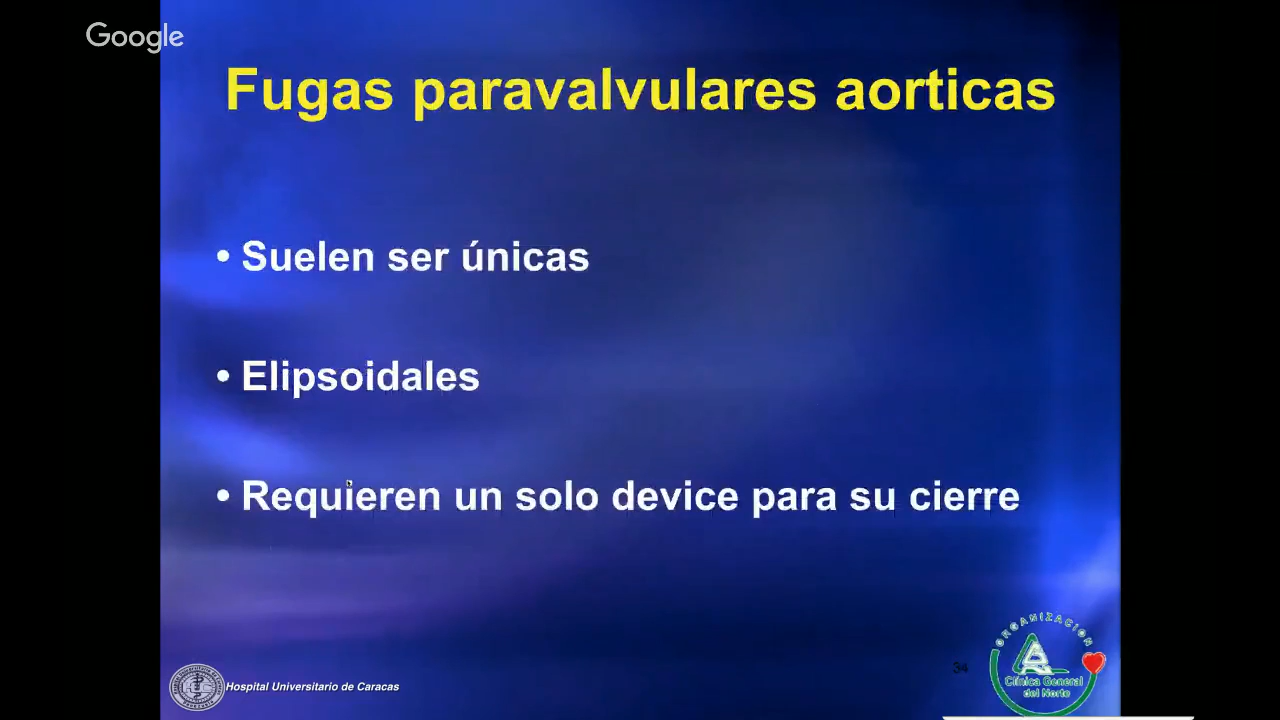 Google
Fugas paravalvulares aorticas
• Suelen ser únicas
• Elipsoidales
• Requieren un solo device para su cierre
34
ORGANIZACION
Clínica General
del Norte
Hospital Universitario de Caracas